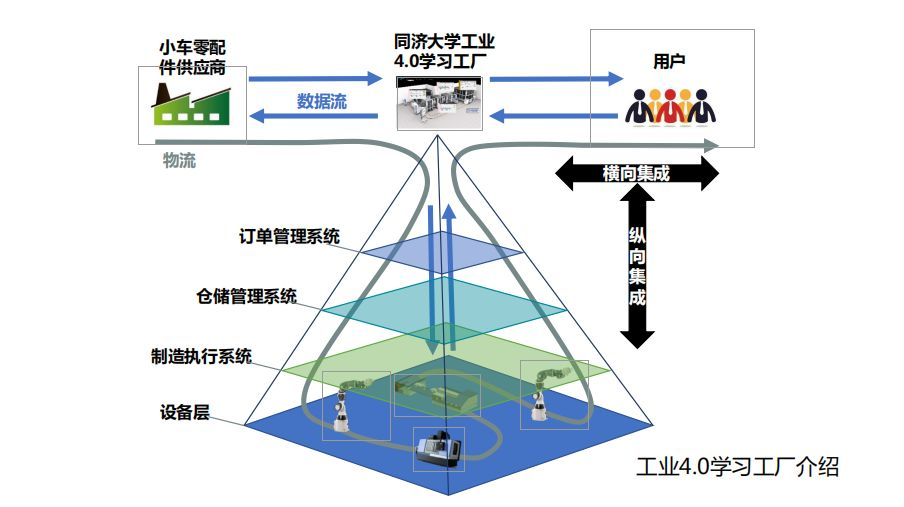 小车零配
件供应商
同济大学工业
4.0学习工厂
用户
数据流
物流
横向集成
纵向集成
订单管理系统
仓储管理系统
制造执行系统
设备层
工业4.0学习工厂介绍